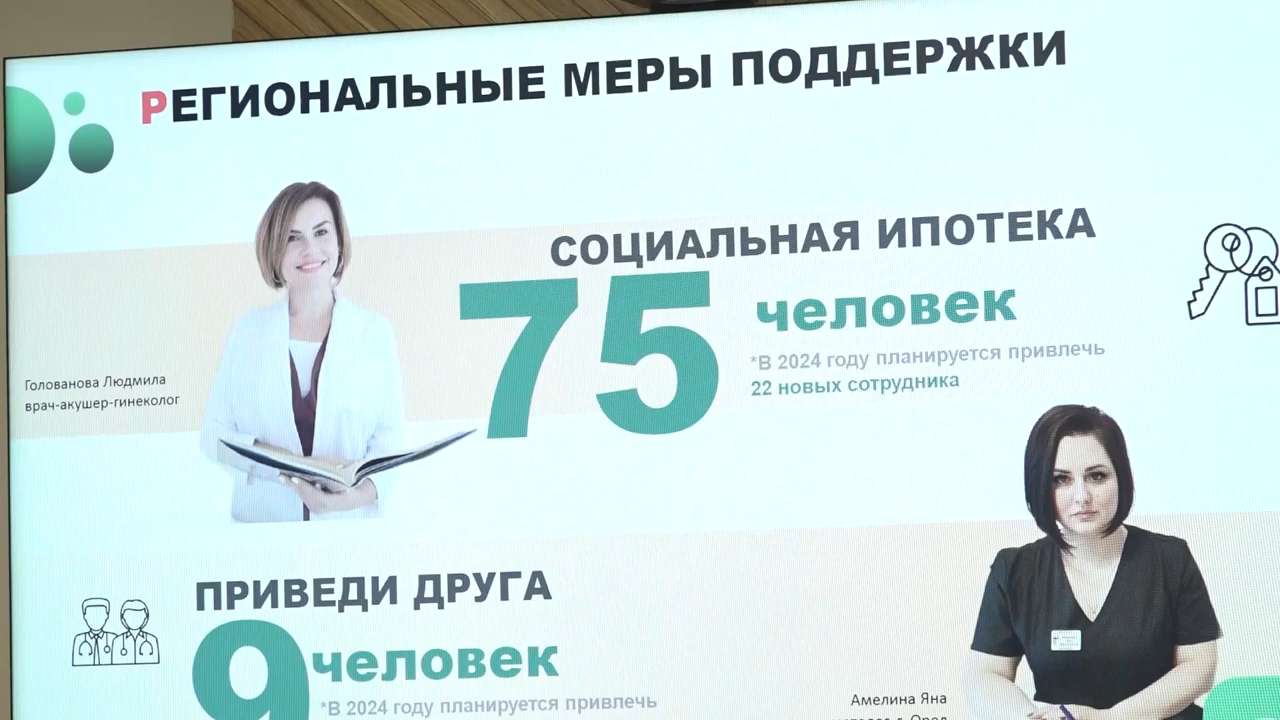 РЕГИОНАЛЬНЫЕ МЕРЫ ПОДДЕРЖКИ
СОЦИАЛЬНАЯ ИПОТЕКА
75 человек
*В 2024 году планируется привлечь
22 новых сотрудника
Голованова Людмила
врач-акушер-гинеколог
ПРИВЕДИ ДРУГА
9 человек
*В 2024 году планируется привлечь
Амелина Яна
г. Орел